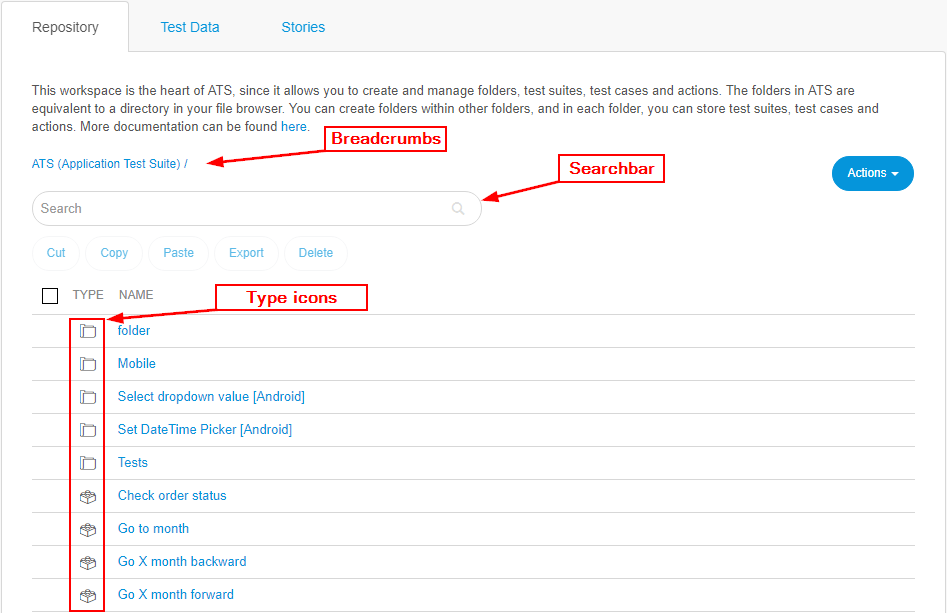 Repository Test Data Stories
This workspace is the heart of ATS, since it allows you to create and manage folders, test suites, test cases and actions. The folders in ATS are
equivalent to a directory in your file browser. You can create folders within other folders, and in each folder, you can store test suites, test cases and
actions. More documentation can be found here.
Breadcrumbs
ATS (Application Test Suite) /
Searchbar
Actions
Search
Cut Copy Paste Export Delete
TYPE NAME
Type icons
folder
Mobile
Select dropdown value [Android]
Set DateTime Picker [Android]
Tests
Check order status
Go to month
Go X month backward
Go X month forward